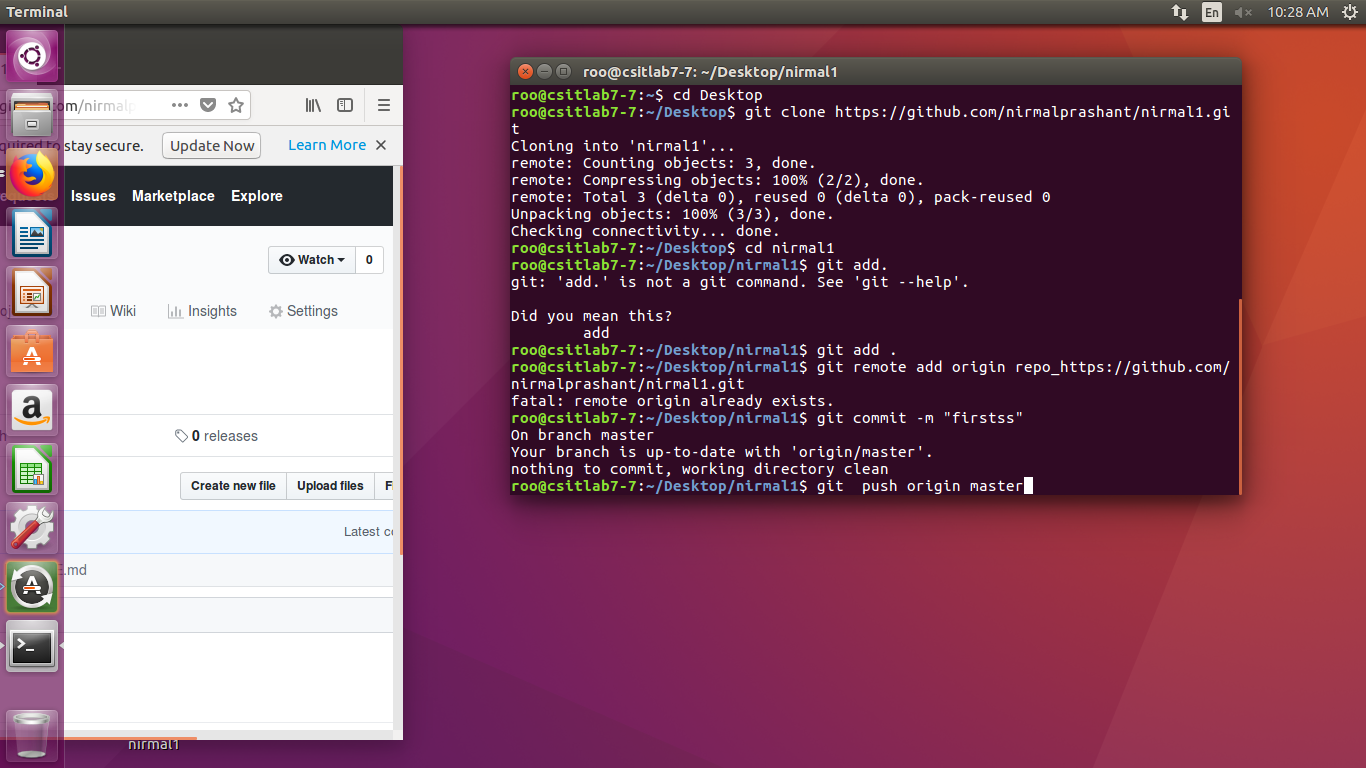 Terminal
En
10:28 AM
.com/nirmalp
quired to stay secure.
Update Now
Learn More
Issues Marketplace Explore
Watch 0
Wiki Insights Settings
0 releases
Create new file Upload files
Latest co
E.md
nirmal1
roo@csitlab7-7: ~/Desktop/nirmal1
roo@csitlab7-7:~$ cd Desktop
roo@csitlab7-7:~/Desktop$ git clone https://github.com/nirmalprashant/nirmal1.gi
t
Cloning into 'nirmal1'...
remote: Counting objects: 3, done.
remote: Compressing objects: 100% (2/2), done.
remote: Total 3 (delta 0), reused 0 (delta 0), pack-reused 0
Unpacking objects: 100% (3/3), done.
Checking connectivity... done.
roo@csitlab7-7:~/Desktop$ cd nirmal1
roo@csitlab7-7:~/Desktop/nirmal1$ git add.
git: 'add.' is not a git command. See 'git --help'.
Did you mean this?
add
roo@csitlab7-7:~/Desktop/nirmal1$ git add .
roo@csitlab7-7:~/Desktop/nirmal1$ git remote add origin repo_https://github.com/
nirmalprashant/nirmal1.git
fatal: remote origin already exists.
roo@csitlab7-7:~/Desktop/nirmal1$ git commit -m "firstss"
On branch master
Your branch is up-to-date with 'origin/master'.
nothing to commit, working directory clean
roo@csitlab7-7:~/Desktop/nirmal1$ git  push origin master